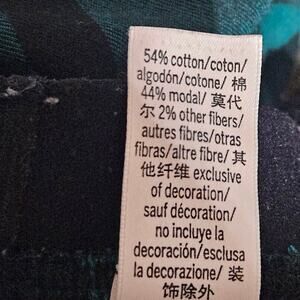 54% cotton/coton/
algodón/cotone/ 棉
44% modal/ 莫代
尔 2% other fibers/
autres fibres/otras
fibras/altre fibre/ 其
他纤维 exclusive
of decoration/
sauf décoration/
no incluye la
decoración/esclusa
la decorazione/ 装
饰除外